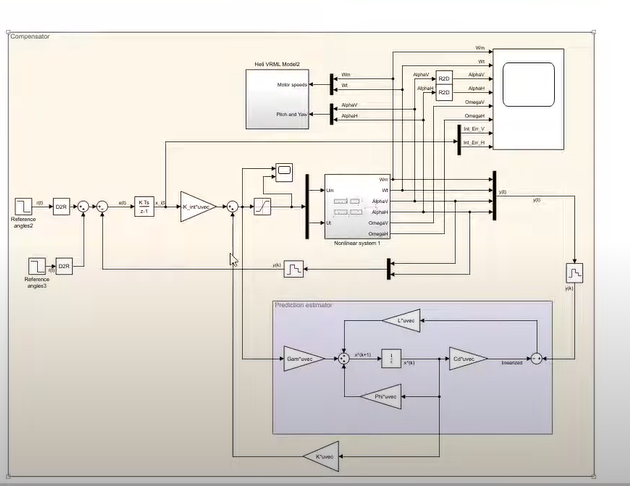 Compensator
Heli VRML Model2
Motor speeds
Pitch and Yaw
Wm
Wt
AlphaV
AlphaH
Wm
Wt
AlphaV
AlphaH
OmegaV
OmegaH
Int_Err_V
Int_Err_H
AlphaV
AlphaH
R2D
R2D
Reference
angles2
r(t)
D2R
e(t)
K Ts
z-1
x_I
K_int*uvec
Um
Ut
Wm
Wt
AlphaV
AlphaH
OmegaV
OmegaH
Nonlinear system 1
y(t)
y(t)
Reference
angles3
D2R
y(k)
y(k)
Prediction estimator
L*uvec
Gam*uvec
x^(k+1)
x^(k)
Cd*uvec
linearized
Phi*uvec
K*uvec